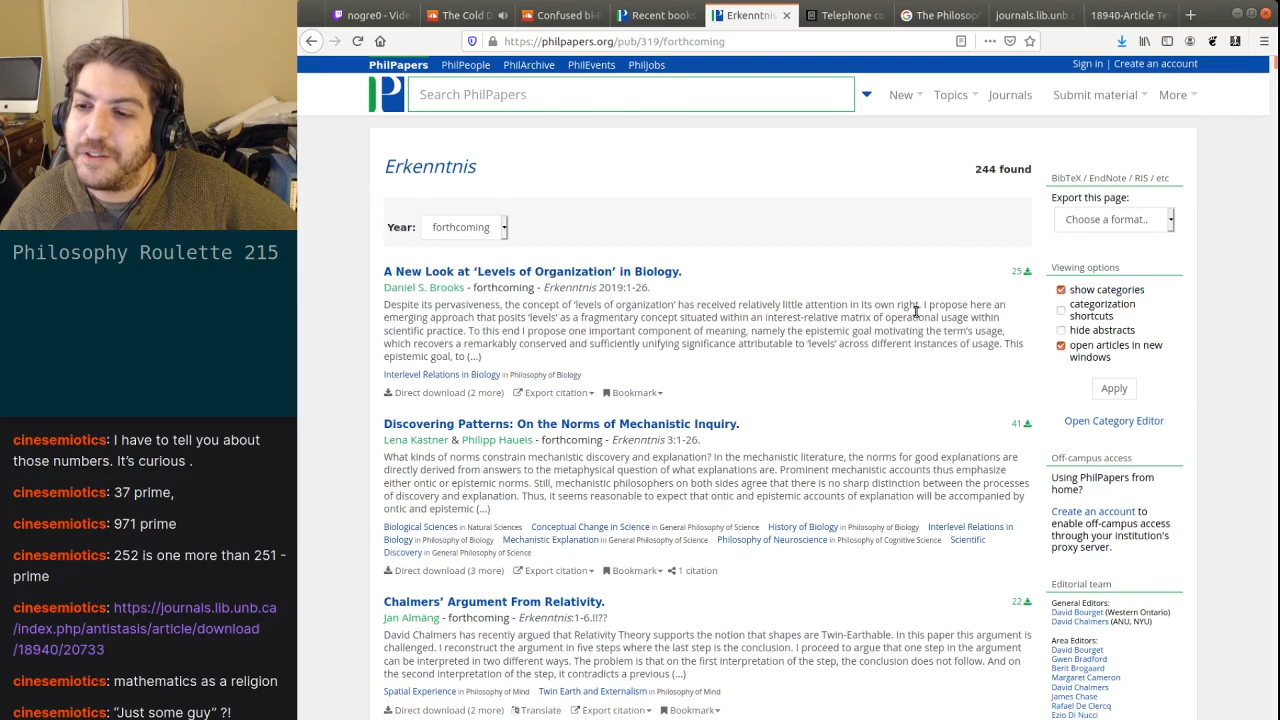 nogre0 - Vide
The Cold D
Confused bi-P
Recent books
Erkenntnis
Telephone co
The Philosop
journals.lib.unb.ca
18940-Article Te
https://philpapers.org/pub/319/forthcoming
PhilPapers PhilPeople PhilArchive PhilEvents PhilJobs
Sign in | Create an account
Search PhilPapers
New Topics Journals Submit material More
Erkenntnis
244 found
Year: forthcoming
A New Look at ‘Levels of Organization’ in Biology.
25
Daniel S. Brooks - forthcoming - Erkenntnis 2019:1-26.
Despite its pervasiveness, the concept of ‘levels of organization’ has received relatively little attention in its own right. I propose here an
emerging approach that posits ‘levels’ as a fragmentary concept situated within an interest-relative matrix of operational usage within
scientific practice. To this end I propose one important component of meaning, namely the epistemic goal motivating the term’s usage,
which recovers a remarkably conserved and sufficiently unifying significance attributable to ‘levels’ across different instances of usage. This
epistemic goal, to (...)
Interlevel Relations in Biology in Philosophy of Biology
Direct download (2 more) Export citation Bookmark
Discovering Patterns: On the Norms of Mechanistic Inquiry.
41
Lena Kästner & Philipp Haueis - forthcoming - Erkenntnis 3:1-26.
What kinds of norms constrain mechanistic discovery and explanation? In the mechanistic literature, the norms for good explanations are
directly derived from answers to the metaphysical question of what explanations are. Prominent mechanistic accounts thus emphasize
either ontic or epistemic norms. Still, mechanistic philosophers on both sides agree that there is no sharp distinction between the processes
of discovery and explanation. Thus, it seems reasonable to expect that ontic and epistemic accounts of explanation will be accompanied by
ontic and epistemic (...)
Biological Sciences in Natural Sciences Conceptual Change in Science in General Philosophy of Science History of Biology in Philosophy of Biology Interlevel Relations in
Biology in Philosophy of Biology Mechanistic Explanation in General Philosophy of Science Philosophy of Neuroscience in Philosophy of Cognitive Science Scientific
Discovery in General Philosophy of Science
Direct download (3 more) Export citation Bookmark 1 citation
Chalmers’ Argument From Relativity.
22
Jan Almäng - forthcoming - Erkenntnis:1-6.!!??
David Chalmers has recently argued that Relativity Theory supports the notion that shapes are Twin-Earthable. In this paper this argument is
challenged. I reconstruct the argument in five steps where the last step is the conclusion. I proceed to argue that one step in the argument
can be interpreted in two different ways. The problem is that on the first interpretation of the step, the conclusion does not follow. And on
the second interpretation of the step, it contradicts a previous (...)
Spatial Experience in Philosophy of Mind Twin Earth and Externalism in Philosophy of Mind
Direct download (2 more) Translate Export citation Bookmark
BibTeX / EndNote / RIS / etc
Export this page:
Choose a format..
Viewing options
show categories
categorization
shortcuts
hide abstracts
open articles in new
windows
Apply
Open Category Editor
Off-campus access
Using PhilPapers from
home?
Create an account to
enable off-campus access
through your institution's
proxy server.
Editorial team
General Editors:
David Bourget (Western Ontario)
David Chalmers (ANU, NYU)
Area Editors:
David Bourget
Gwen Bradford
Berit Brogaard
Margaret Cameron
David Chalmers
James Chase
Rafael De Clercq
Ezio Di Nucci
Philosophy Roulette 215
cinesemiotics: I have to tell you about
those numbers. It’s curious .
cinesemiotics: 37 prime,
cinesemiotics: 971 prime
cinesemiotics: 252 is one more than 251 -
prime
cinesemiotics: https://journals.lib.unb.ca
/index.php/antistasis/article/download
/18940/20733
cinesemiotics: mathematics as a religion
cinesemiotics: “Just some guy” ?!